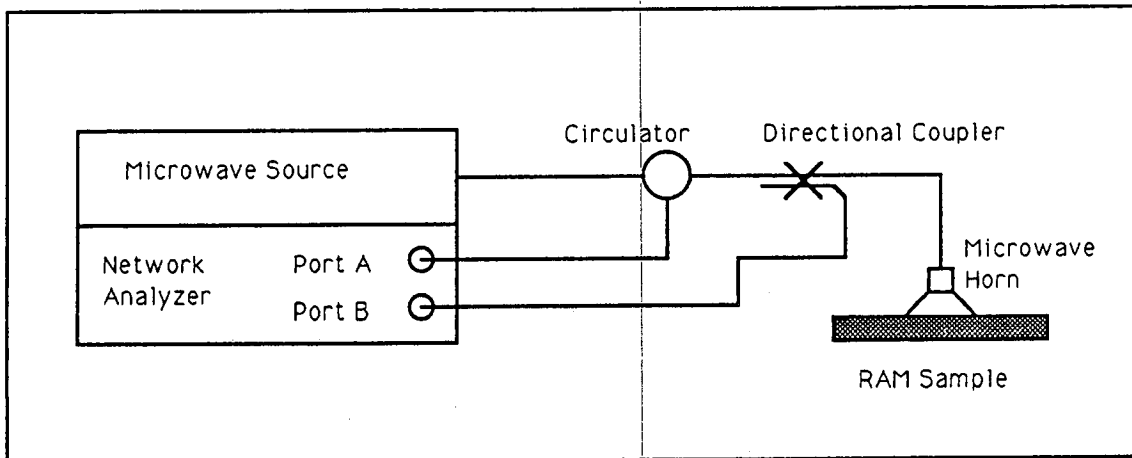 Circulator
Directional Coupler
Microwave Source
Network
Analyzer
Port A
Port B
Microwave
Horn
RAM Sample